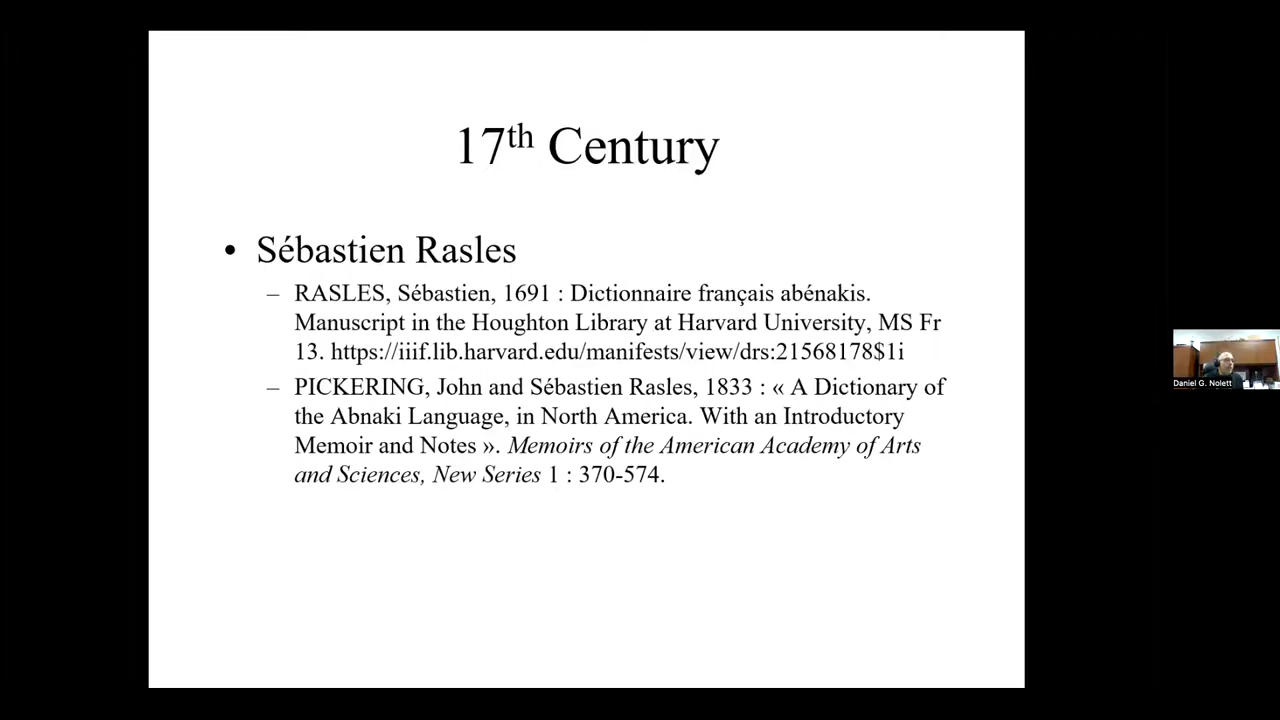 17th Century
• Sébastien Rasles
– RASLES, Sébastien, 1691 : Dictionnaire français abénakis.
Manuscript in the Houghton Library at Harvard University, MS Fr
13. https://iiif.lib.harvard.edu/manifests/view/drs:21568178$1i
– PICKERING, John and Sébastien Rasles, 1833 : « A Dictionary of
the Abnaki Language, in North America. With an Introductory
Memoir and Notes ». Memoirs of the American Academy of Arts
and Sciences, New Series 1 : 370-574.
Daniel G. Nolett